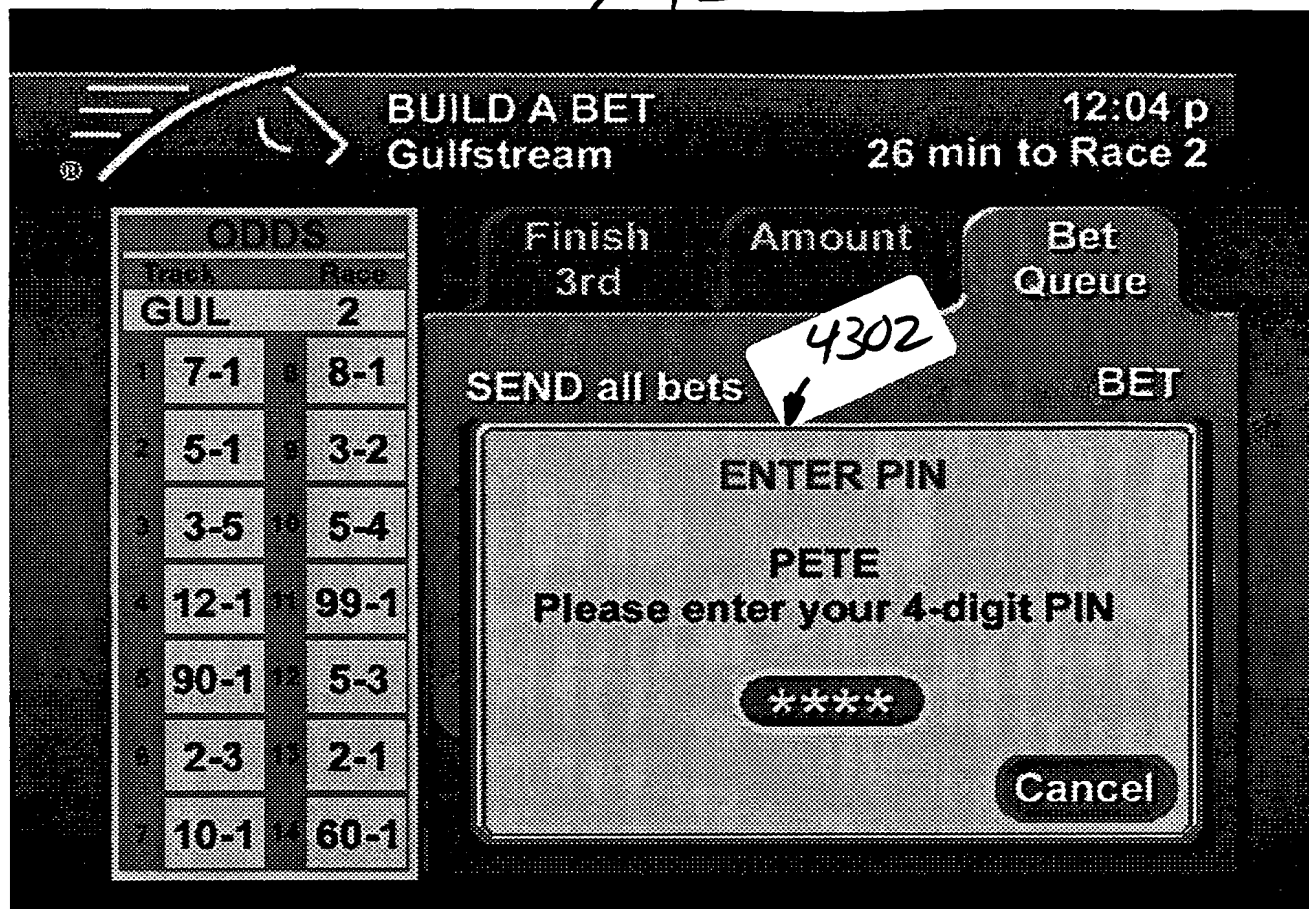 BUILD A BET
Gulfstream
12:04 p
26 min to Race 2
®
ODDS
Track Race
GUL 2
1 7-1 8 8-1
2 5-1 9 3-2
3 3-5 10 5-4
4 12-1 11 99-1
5 90-1 12 5-3
6 2-3 13 2-1
7 10-1 14 60-1
Finish
3rd
Amount
Bet
Queue
4302
SEND all bets BET
ENTER PIN
PETE
Please enter your 4-digit PIN
****
Cancel